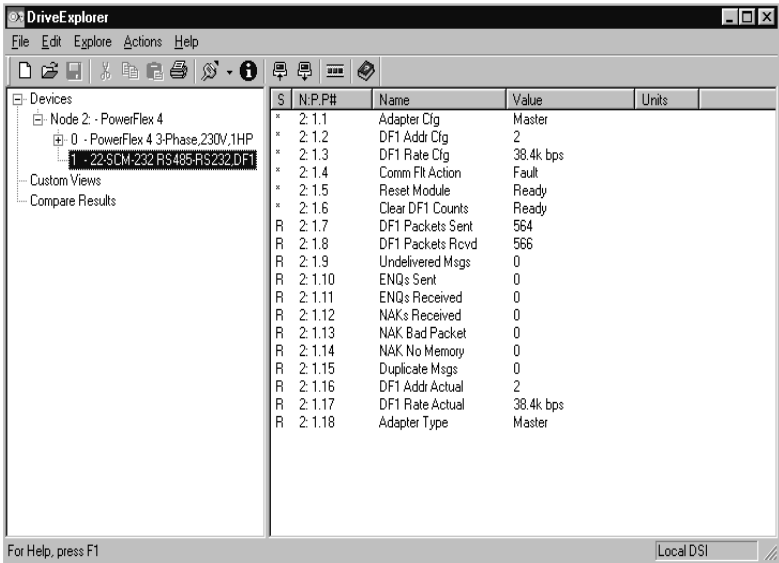 DriveExplorer
File Edit Explore Actions Help
Devices
Node 2: - PowerFlex 4
0 - PowerFlex 4 3-Phase,230V,1HP
1 - 22-SCM-232 RS485-RS232,DF1
Custom Views
Compare Results
S N:P.P# Name Value Units
* 2: 1.1 Adapter Cfg Master
* 2: 1.2 DF1 Addr Cfg 2
* 2: 1.3 DF1 Rate Cfg 38.4k bps
* 2: 1.4 Comm Flt Action Fault
* 2: 1.5 Reset Module Ready
* 2: 1.6 Clear DF1 Counts Ready
R 2: 1.7 DF1 Packets Sent 564
R 2: 1.8 DF1 Packets Rcvd 566
R 2: 1.9 Undelivered Msgs 0
R 2: 1.10 ENQs Sent 0
R 2: 1.11 ENQs Received 0
R 2: 1.12 NAKs Received 0
R 2: 1.13 NAK Bad Packet 0
R 2: 1.14 NAK No Memory 0
R 2: 1.15 Duplicate Msgs 0
R 2: 1.16 DF1 Addr Actual 2
R 2: 1.17 DF1 Rate Actual 38.4k bps
R 2: 1.18 Adapter Type Master
For Help, press F1
Local DSI